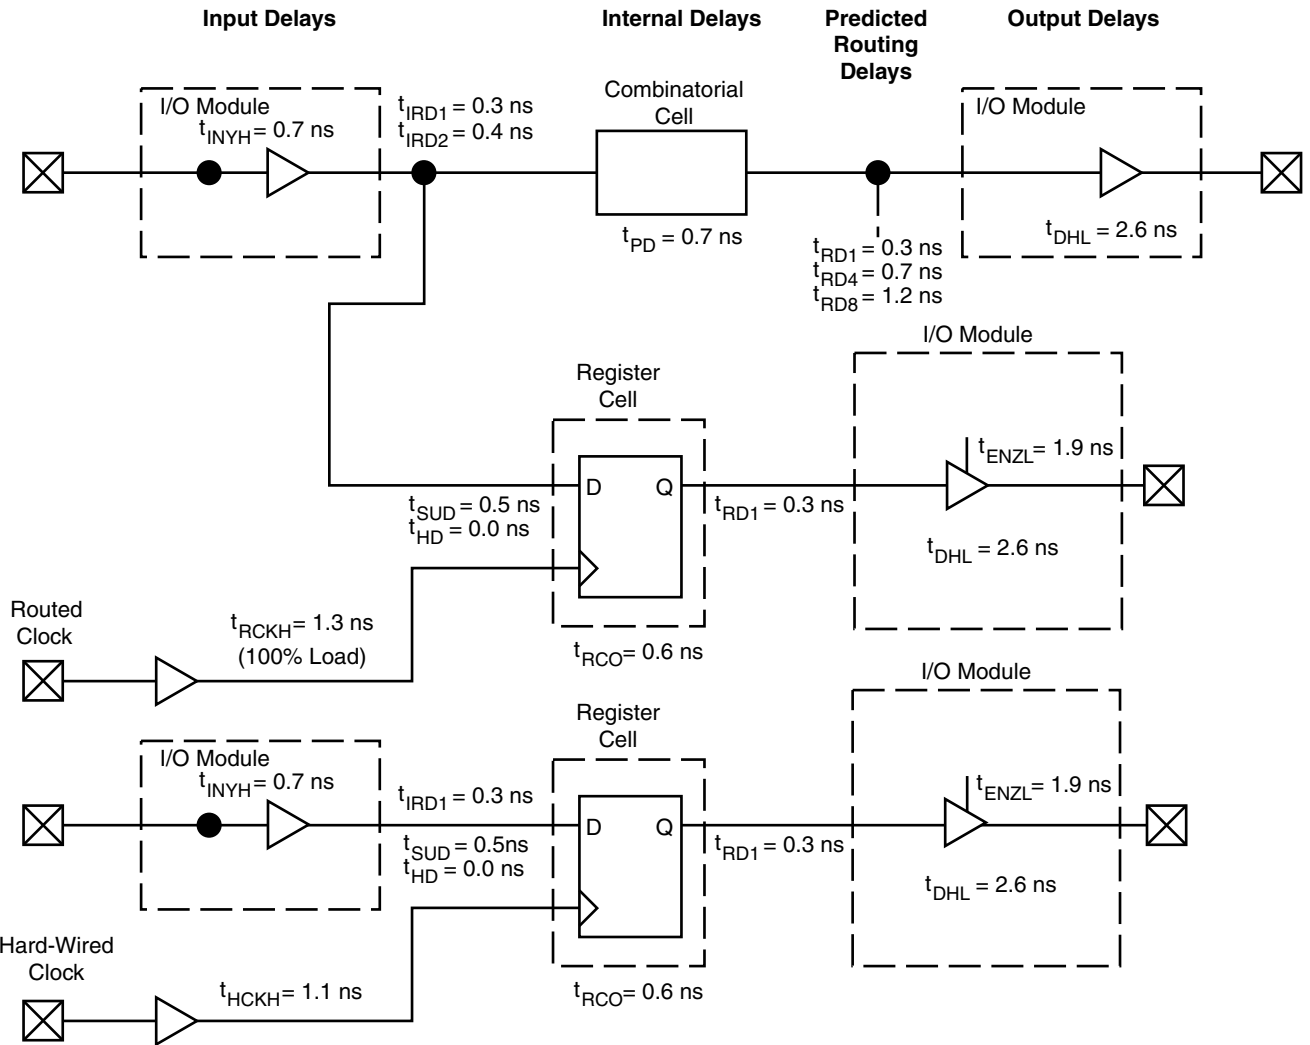 Input Delays
Internal Delays
Predicted
Routing
Delays
Output Delays
I/O Module
tINYH = 0.7 ns
tIRD1 = 0.3 ns
tIRD2 = 0.4 ns
Combinatorial
Cell
tPD = 0.7 ns
tRD1 = 0.3 ns
tRD4 = 0.7 ns
tRD8 = 1.2 ns
I/O Module
tDHL = 2.6 ns
Register
Cell
D
Q
tSUD = 0.5 ns
tHD = 0.0 ns
tRCO = 0.6 ns
tRD1 = 0.3 ns
I/O Module
tENZL = 1.9 ns
tDHL = 2.6 ns
Routed
Clock
tRCKH = 1.3 ns
(100% Load)
I/O Module
tINYH = 0.7 ns
tIRD1 = 0.3 ns
tSUD = 0.5ns
tHD = 0.0 ns
Register
Cell
D
Q
tRCO = 0.6 ns
tRD1 = 0.3 ns
I/O Module
tENZL = 1.9 ns
tDHL = 2.6 ns
Hard-Wired
Clock
tHCKH = 1.1 ns